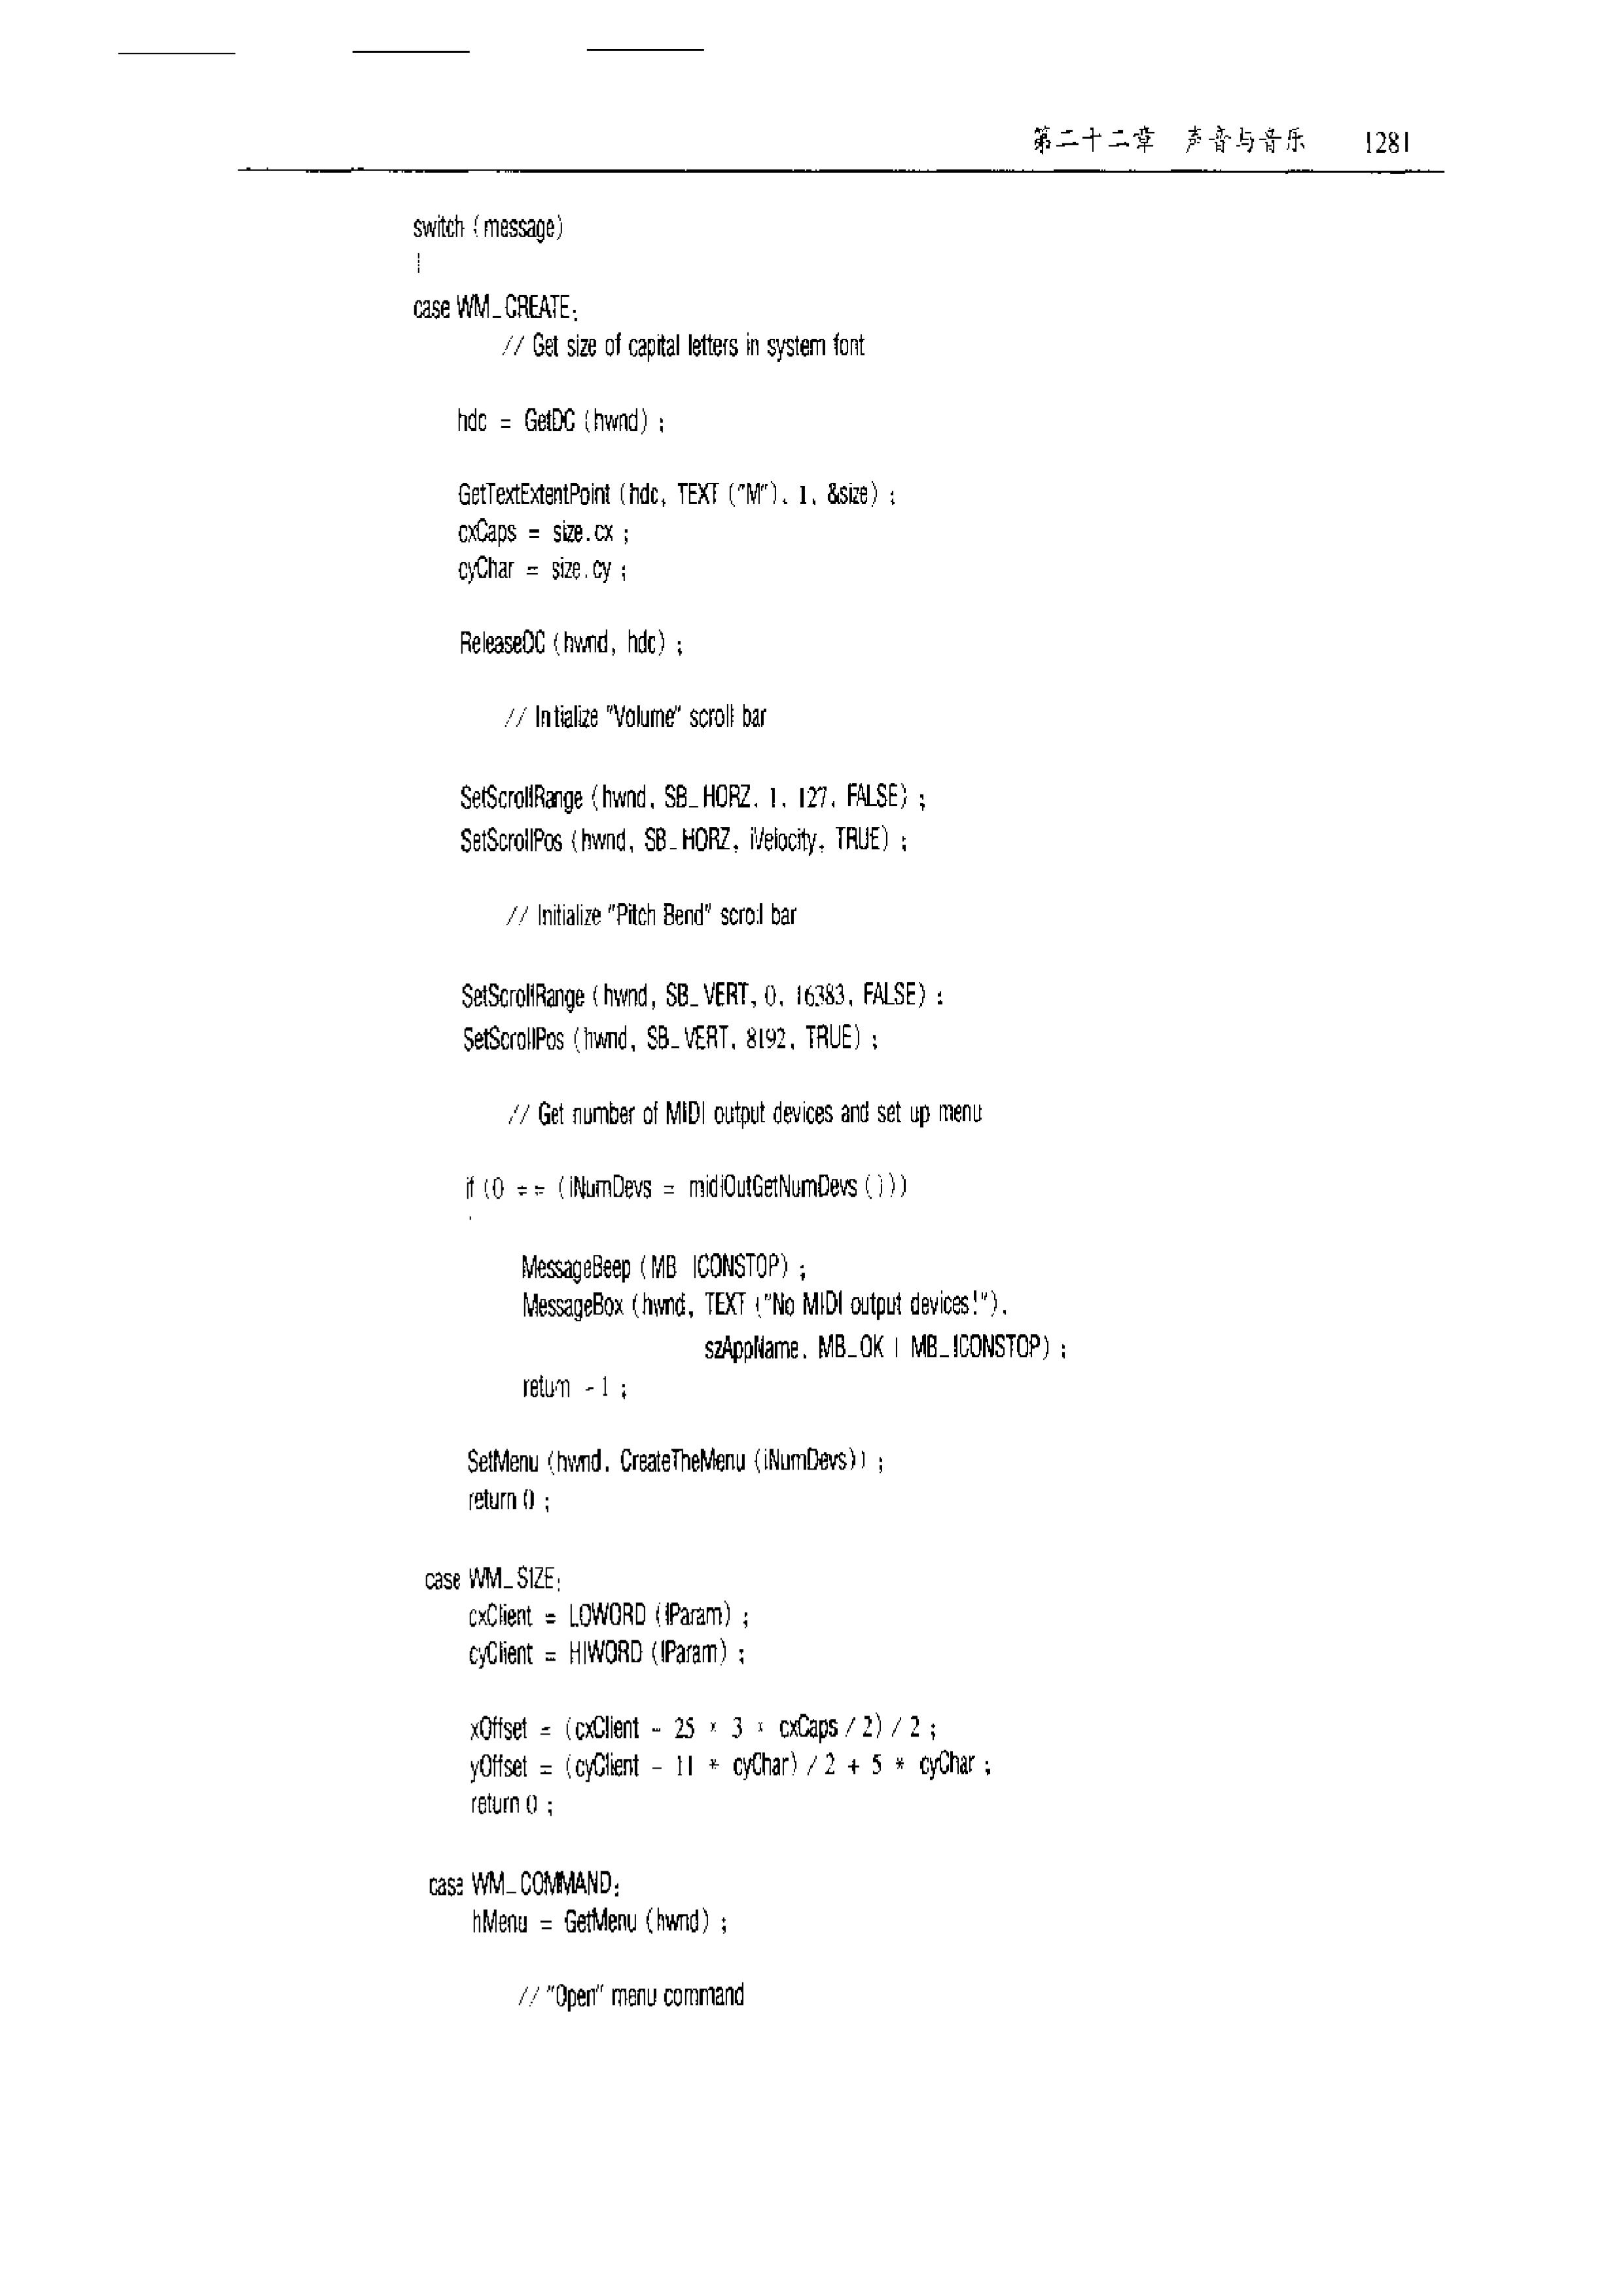 第二十二章 声音与音乐 1281
switch (message)
{
case WM_CREATE:
// Get size of capital letters in system font
hdc = GetDC (hwnd) ;
GetTextExtentPoint (hdc, TEXT ("M"), 1, &size) ;
cxCaps = size.cx ;
cyChar = size.cy ;
ReleaseDC (hwnd, hdc) ;
// Initialize "Volume" scroll bar
SetScrollRange (hwnd, SB_HORZ, 1, 127, FALSE) ;
SetScrollPos (hwnd, SB_HORZ, iVelocity, TRUE) ;
// Initialize "Pitch Bend" scroll bar
SetScrollRange (hwnd, SB_VERT, 0, 16383, FALSE) ;
SetScrollPos (hwnd, SB_VERT, 8192, TRUE) ;
// Get number of MIDI output devices and set up menu
if (0 == (iNumDevs = midiOutGetNumDevs ()))
MessageBeep (MB_ICONSTOP) ;
MessageBox (hwnd, TEXT ("No MIDI output devices!"),
szAppName, MB_OK | MB_ICONSTOP) ;
return -1 ;
SetMenu (hwnd, CreateTheMenu (iNumDevs)) ;
return 0 ;
case WM_SIZE:
cxClient = LOWORD (lParam) ;
cyClient = HIWORD (lParam) ;
xOffset = (cxClient - 25 * 3 * cxCaps / 2) / 2 ;
yOffset = (cyClient - 11 * cyChar) / 2 + 5 * cyChar ;
return 0 ;
case WM_COMMAND:
hMenu = GetMenu (hwnd) ;
// "Open" menu command